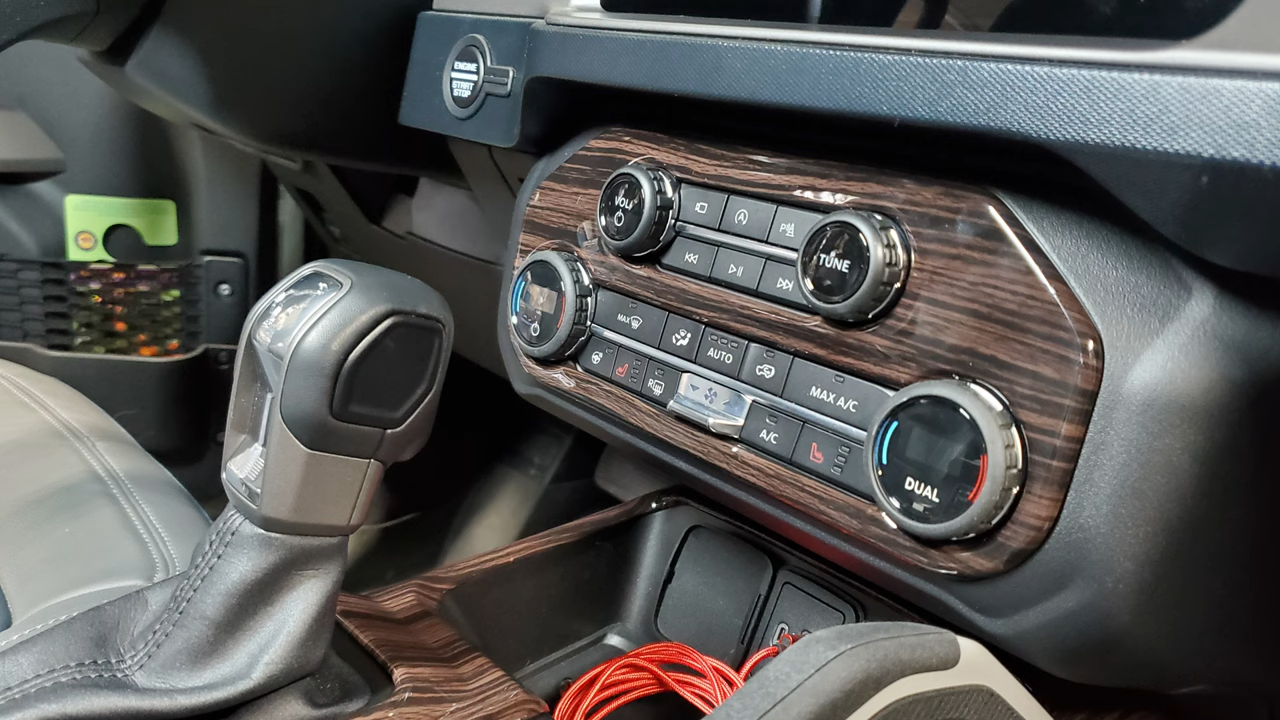 ENGINE
START
STOP
VOL
TUNE
MAX
AUTO
MAX A/C
R
A/C
DUAL